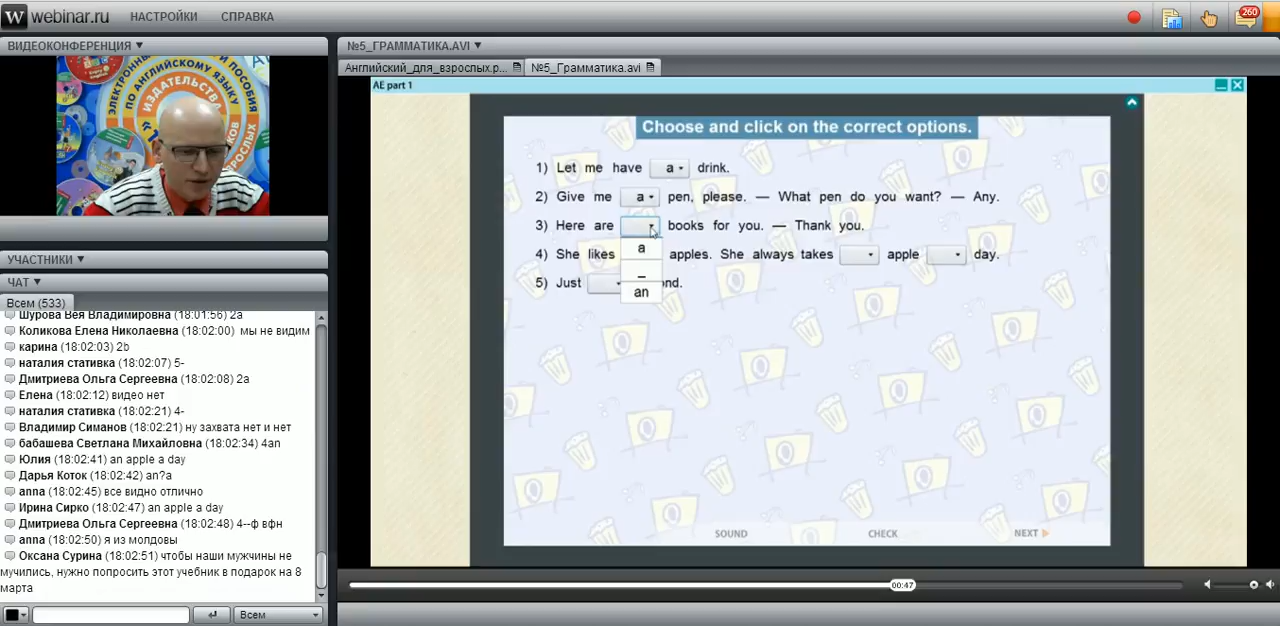 W webinar.ru НАСТРОЙКИ СПРАВКА
260
ВИДЕОКОНФЕРЕНЦИЯ
ЭЛЕКТРОННЫЕ
ПО АНГЛИЙСКОМУ ЯЗЫКУ
ИЗДАТЕЛЬСТВА
УЧАСТНИКИ
ЧАТ
Всем (533)
Шурова Вея Владимировна (18:01:56) 2a
Коликова Елена Николаевна (18:02:00) мы не видим
карина (18:02:03) 2b
наталия стативка (18:02:07) 5-
Дмитриева Ольга Сергеевна (18:02:08) 2a
Елена (18:02:12) видео нет
наталия стативка (18:02:21) 4-
Владимир Симанов (18:02:21) ну захвата нет и нет
бабашева Светлана Михайловна (18:02:34) 4an
Юлия (18:02:41) an apple a day
Дарья Коток (18:02:42) an?a
anna (18:02:45) все видно отлично
Ирина Сирко (18:02:47) an apple a day
Дмитриева Ольга Сергеевна (18:02:48) 4--ф вфн
anna (18:02:50) я из молдовы
Оксана Сурина (18:02:51) чтобы наши мужчины не
мучились, нужно попросить этот учебник в подарок на 8
марта
Всем
№5_ГРАММАТИКА.AVI
Английский_для_взрослых.p... №5_Грамматика.avi
AE part 1
Choose and click on the correct options.
1) Let me have a drink.
2) Give me a pen, please. — What pen do you want? — Any.
3) Here are books for you. — Thank you.
a
4) She likes apples. She always takes apple day.
_
5) Just ond.
an
SOUND CHECK NEXT
00:47